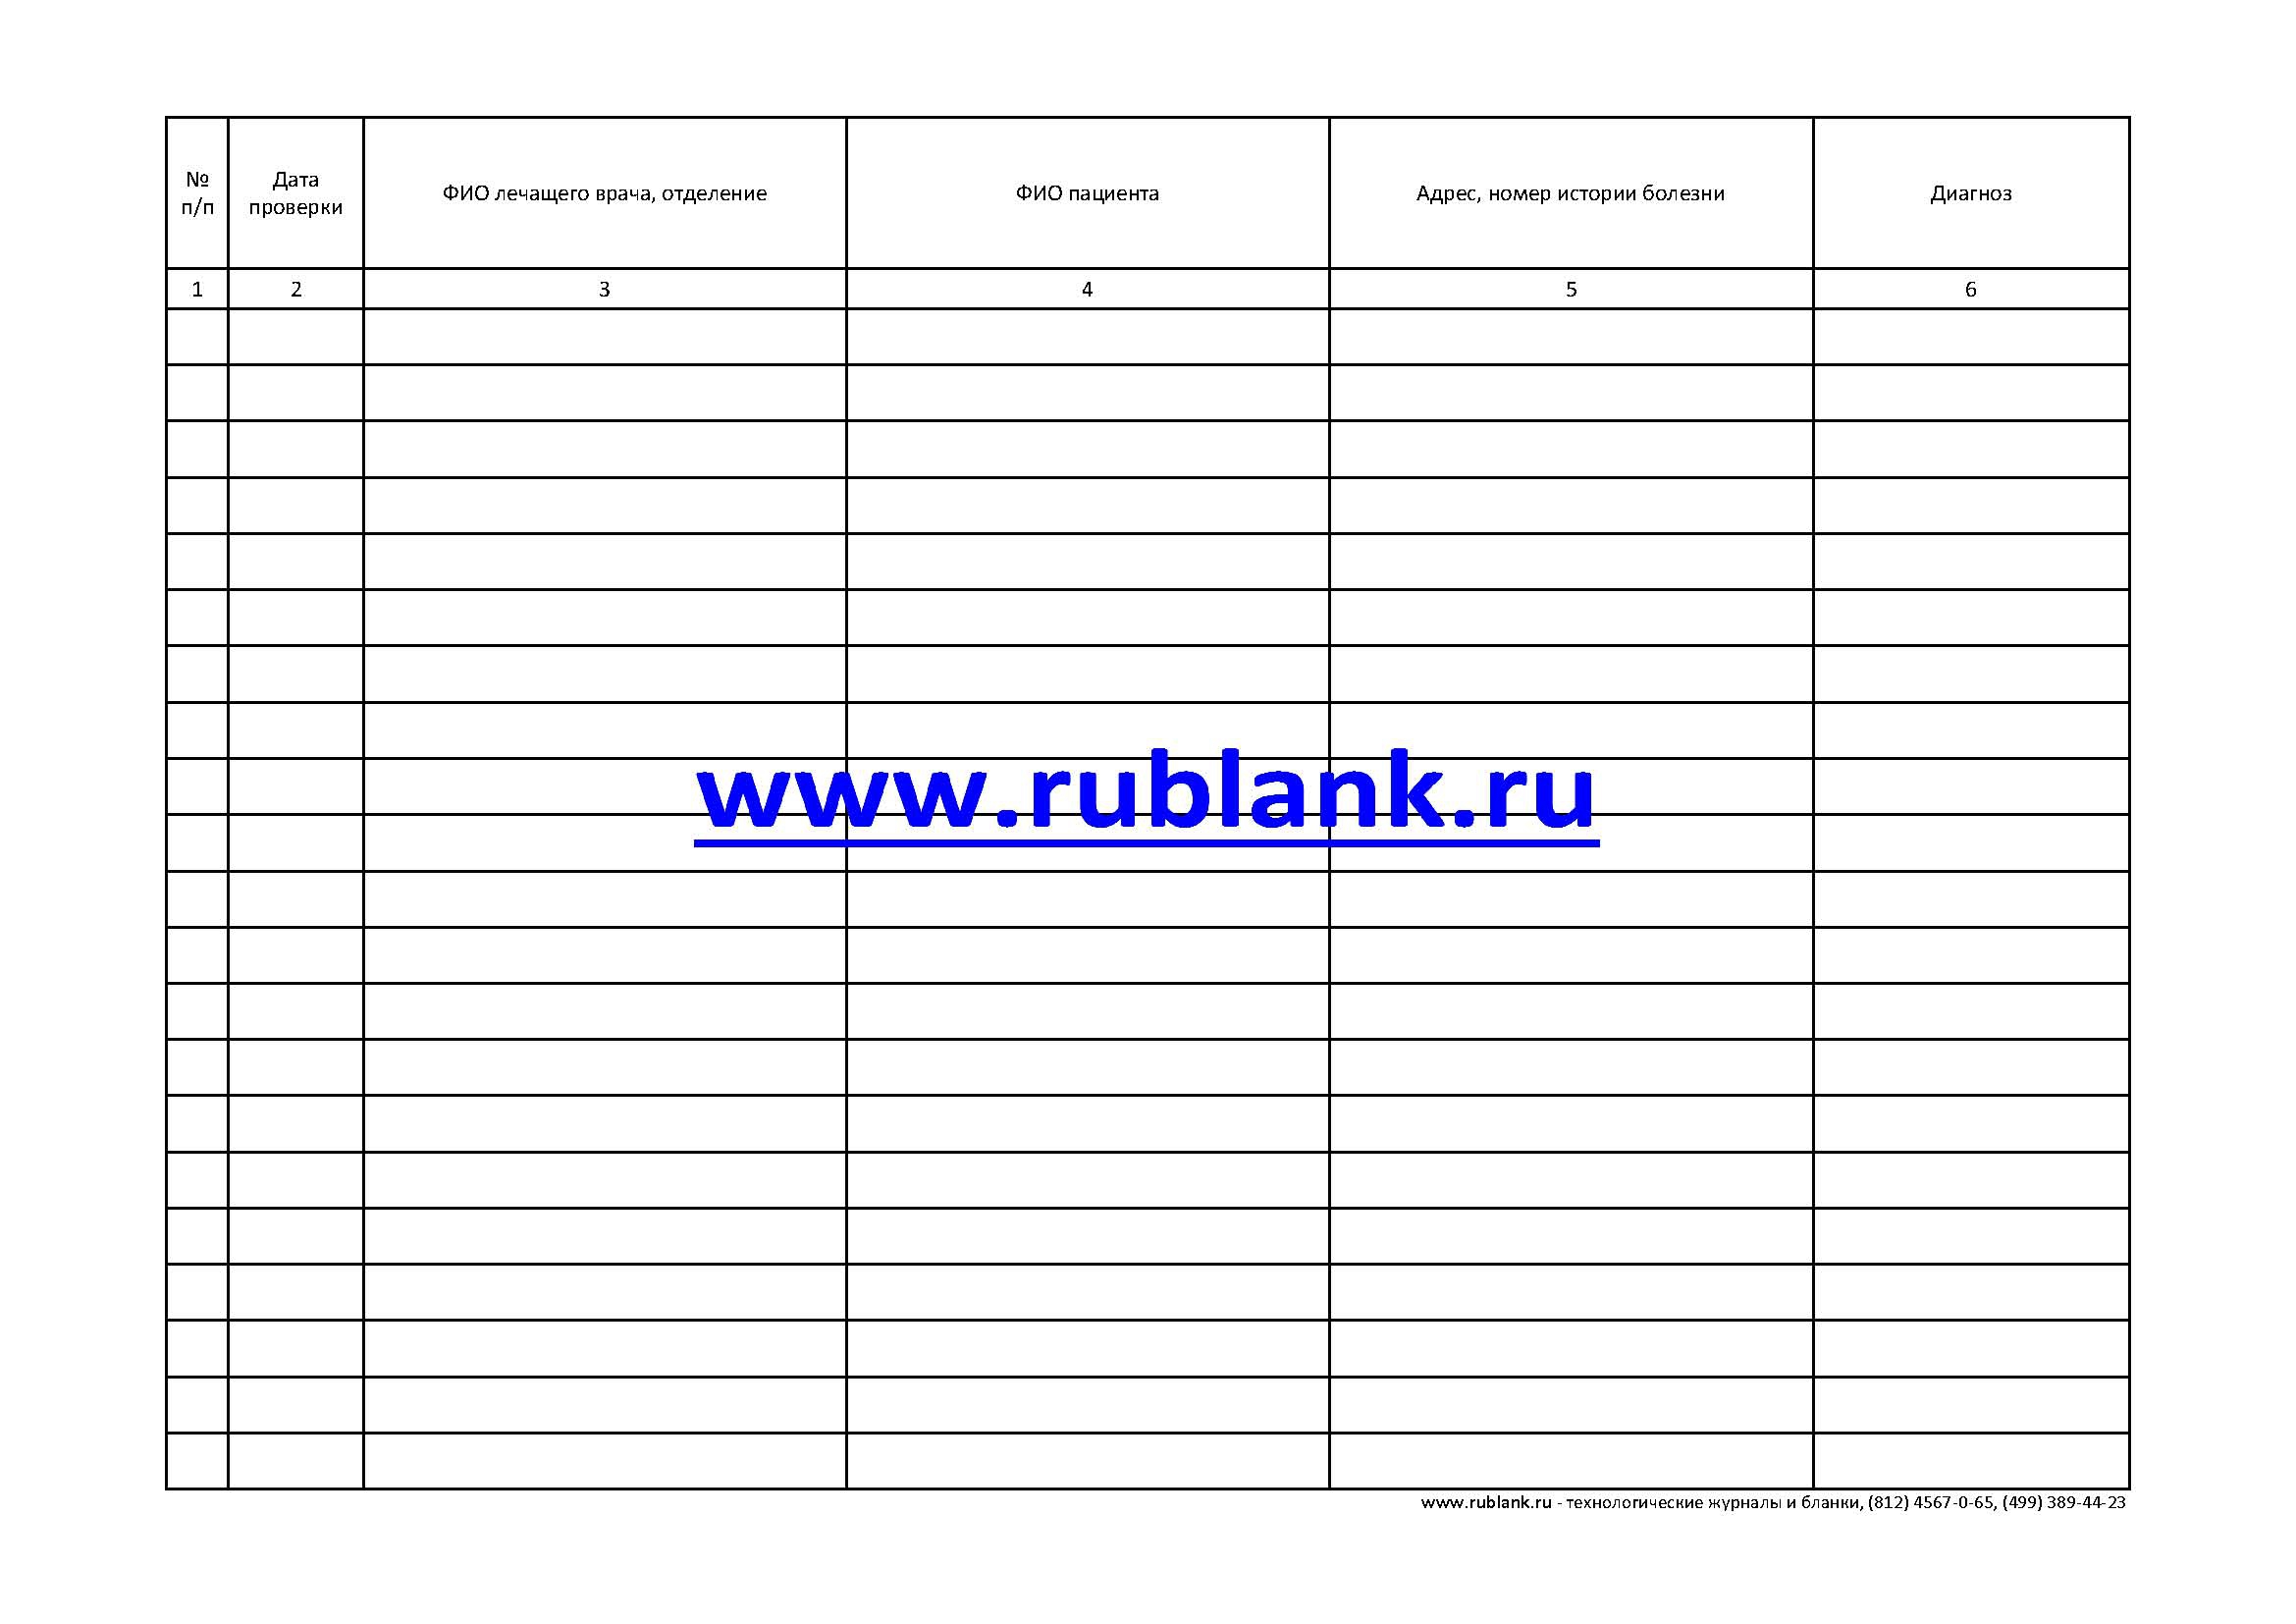 №
п/п
Дата
проверки
ФИО лечащего врача, отделение
ФИО пациента
Адрес, номер истории болезни
Диагноз
1
2
3
4
5
6
www.rublank.ru
www.rublank.ru - технологические журналы и бланки, (812) 4567-0-65, (499) 389-44-23